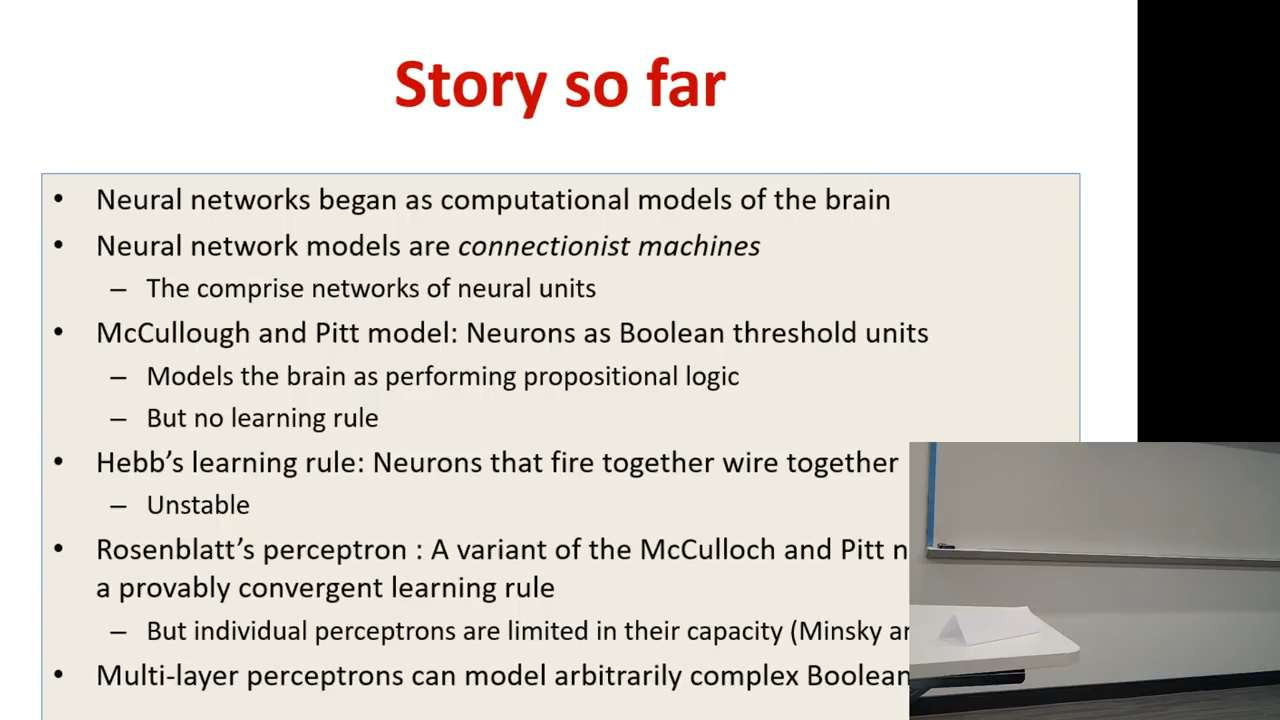 Story so far
• Neural networks began as computational models of the brain
• Neural network models are connectionist machines
– The comprise networks of neural units
• McCullough and Pitt model: Neurons as Boolean threshold units
– Models the brain as performing propositional logic
– But no learning rule
• Hebb’s learning rule: Neurons that fire together wire together
– Unstable
• Rosenblatt’s perceptron : A variant of the McCulloch and Pitt
a provably convergent learning rule
– But individual perceptrons are limited in their capacity (Minsky
• Multi-layer perceptrons can model arbitrarily complex Boolean